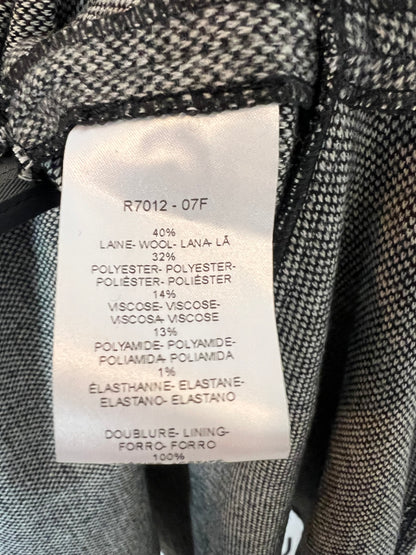 R7012 - 07F
40%
LAINE- WOOL- LANA- LÃ
32%
POLYESTER- POLYESTER-
POLIÉSTER- POLIÉSTER
14%
VISCOSE- VISCOSE-
VISCOSA- VISCOSE
13%
POLYAMIDE- POLYAMIDE-
POLIAMIDA- POLIAMIDA
1%
ÉLASTHANNE- ELASTANE-
ELASTANO- ELASTANE
DOUBLURE- LINING-
FORRO- FORRO
100%